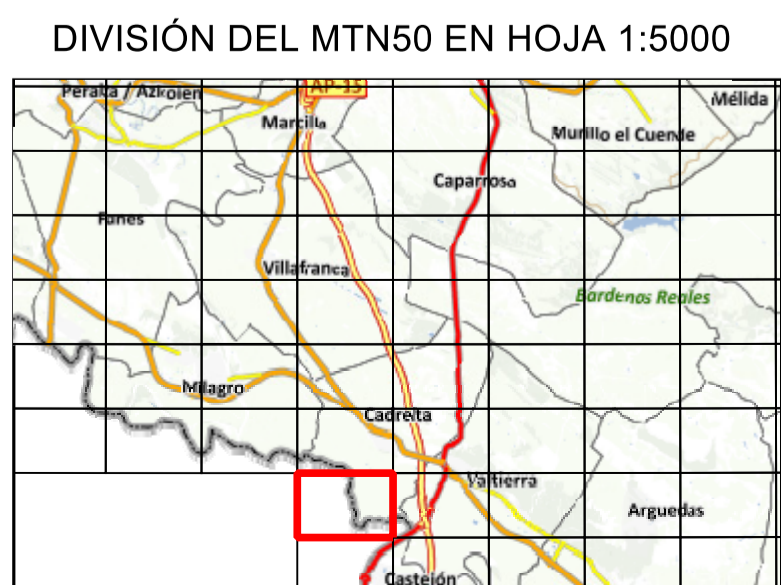 DIVISIÓN DEL MTN50 EN HOJA 1:5000
AP-15
Peralta / Azkoien
Mélida
Marcilla
Murillo el Cuende
Caparroso
Funes
Villafranca
Bardenas Reales
Milagro
Cadreita
Valtierra
Arguedas
Castejón